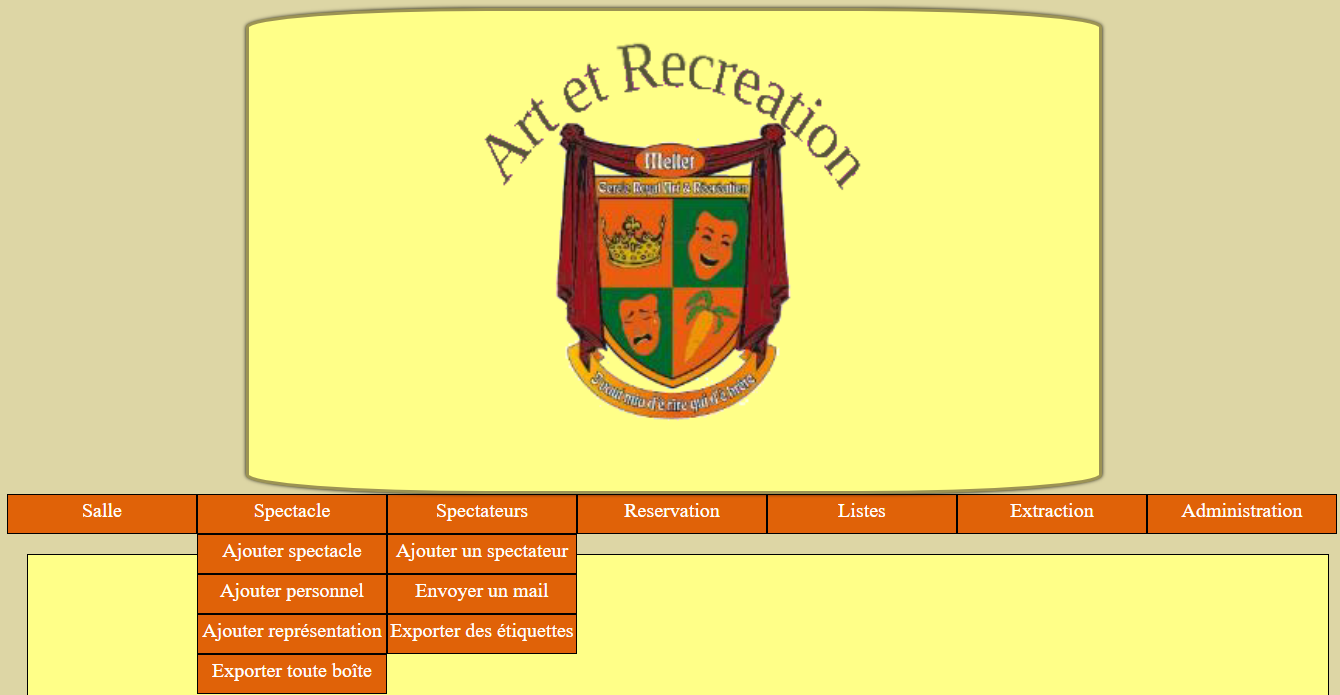 Art et Recreation
Mellet
Cercle Royal Art & Récréation
Salle Spectacle Spectateurs Reservation Listes Extraction Administration
Ajouter spectacle Ajouter un spectateur
Ajouter personnel Envoyer un mail
Ajouter représentation Exporter des étiquettes
Exporter toute boîte